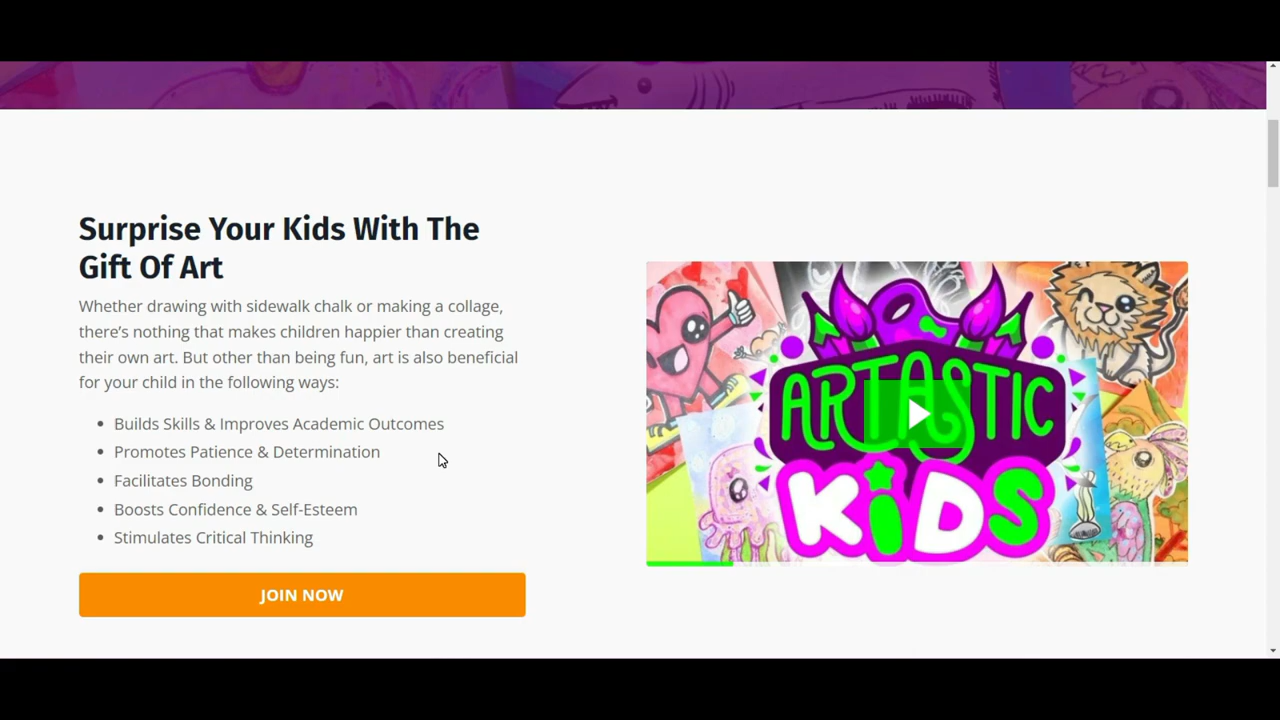 Surprise Your Kids With The
Gift Of Art
Whether drawing with sidewalk chalk or making a collage,
there's nothing that makes children happier than creating
their own art. But other than being fun, art is also beneficial
for your child in the following ways:
Builds Skills & Improves Academic Outcomes
Promotes Patience & Determination
Facilitates Bonding
Boosts Confidence & Self-Esteem
Stimulates Critical Thinking
JOIN NOW
ARTASTIC
KiDS